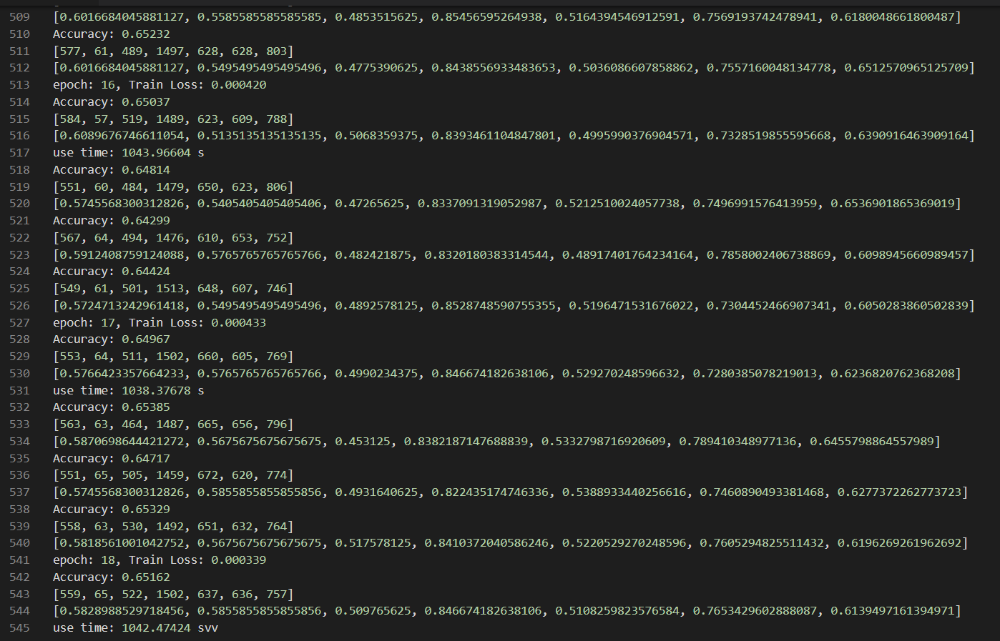 509 [0.6016684045881127, 0.5585585585585585, 0.4853515625, 0.85456595264938, 0.5164394546912591, 0.7569193742478941, 0.6180048661800487]
510 Accuracy: 0.65232
511 [577, 61, 489, 1497, 628, 628, 803]
512 [0.6016684045881127, 0.5495495495495496, 0.4775390625, 0.8438556933483653, 0.5036086607858862, 0.7557160048134778, 0.6512570965125709]
513 epoch: 16, Train Loss: 0.000420
514 Accuracy: 0.65037
515 [584, 57, 519, 1489, 623, 609, 788]
516 [0.6089676746611054, 0.5135135135135135, 0.5068359375, 0.8393461104847801, 0.4995990376904571, 0.7328519855595668, 0.6390916463909164]
517 use time: 1043.96604 s
518 Accuracy: 0.64814
519 [551, 60, 484, 1479, 650, 623, 806]
520 [0.5745568300312826, 0.5405405405405406, 0.47265625, 0.8337091319052987, 0.5212510024057738, 0.7496991576413959, 0.6536901865369019]
521 Accuracy: 0.64299
522 [567, 64, 494, 1476, 610, 653, 752]
523 [0.5912408759124088, 0.5765765765765766, 0.482421875, 0.8320180383314544, 0.48917401764234164, 0.7858002406738869, 0.6098945660989457]
524 Accuracy: 0.64424
525 [549, 61, 501, 1513, 648, 607, 746]
526 [0.5724713242961418, 0.5495495495495496, 0.4892578125, 0.8528748590755355, 0.5196471531676022, 0.7304452466907341, 0.6050283860502839]
527 epoch: 17, Train Loss: 0.000433
528 Accuracy: 0.64967
529 [553, 64, 511, 1502, 660, 605, 769]
530 [0.5766423357664233, 0.5765765765765766, 0.4990234375, 0.846674182638106, 0.529270248596632, 0.7280385078219013, 0.6236820762368208]
531 use time: 1038.37678 s
532 Accuracy: 0.65385
533 [563, 63, 464, 1487, 665, 656, 796]
534 [0.5870698644421272, 0.5675675675675675, 0.453125, 0.8382187147688839, 0.5332798716920609, 0.789410348977136, 0.6455798864557989]
535 Accuracy: 0.64717
536 [551, 65, 505, 1459, 672, 620, 774]
537 [0.5745568300312826, 0.5855855855855856, 0.4931640625, 0.822435174746336, 0.5388933440256616, 0.7460890493381468, 0.6277372262773723]
538 Accuracy: 0.65329
539 [558, 63, 530, 1492, 651, 632, 764]
540 [0.5818561001042752, 0.5675675675675675, 0.517578125, 0.8410372040586246, 0.5220529270248596, 0.7605294825511432, 0.6196269261962692]
541 epoch: 18, Train Loss: 0.000339
542 Accuracy: 0.65162
543 [559, 65, 522, 1502, 637, 636, 757]
544 [0.5828988529718456, 0.5855855855855856, 0.509765625, 0.846674182638106, 0.5108259823576584, 0.7653429602888087, 0.6139497161394971]
545 use time: 1042.47424 svv